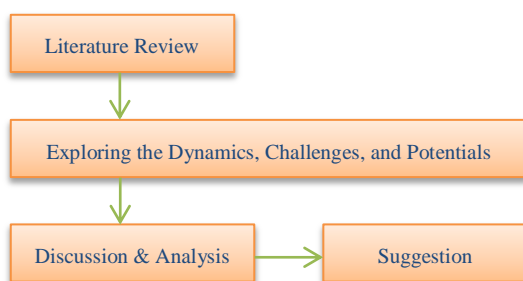 Literature Review
Exploring the Dynamics, Challenges, and Potentials
Discussion & Analysis
Suggestion